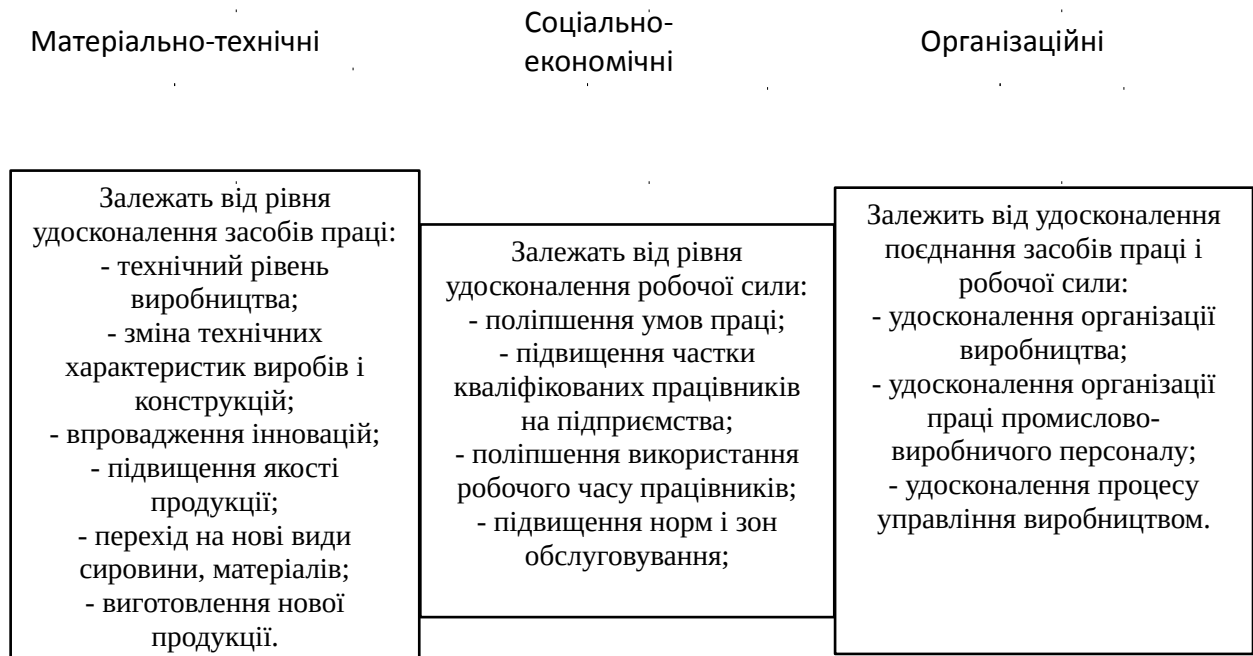 Матеріально-технічні
Соціально-
економічні
Організаційні
Залежать від рівня
удосконалення засобів праці:
- технічний рівень
виробництва;
- зміна технічних
характеристик виробів і
конструкцій;
- впровадження інновацій;
- підвищення якості
продукції;
- перехід на нові види
сировини, матеріалів;
- виготовлення нової
продукції.
Залежать від рівня
удосконалення робочої сили:
- поліпшення умов праці;
- підвищення частки
кваліфікованих працівників
на підприємства;
- поліпшення використання
робочого часу працівників;
- підвищення норм і зон
обслуговування;
Залежить від удосконалення
поєднання засобів праці і
робочої сили:
- удосконалення організації
виробництва;
- удосконалення організації
праці промислово-
виробничого персоналу;
- удосконалення процесу
управління виробництвом.